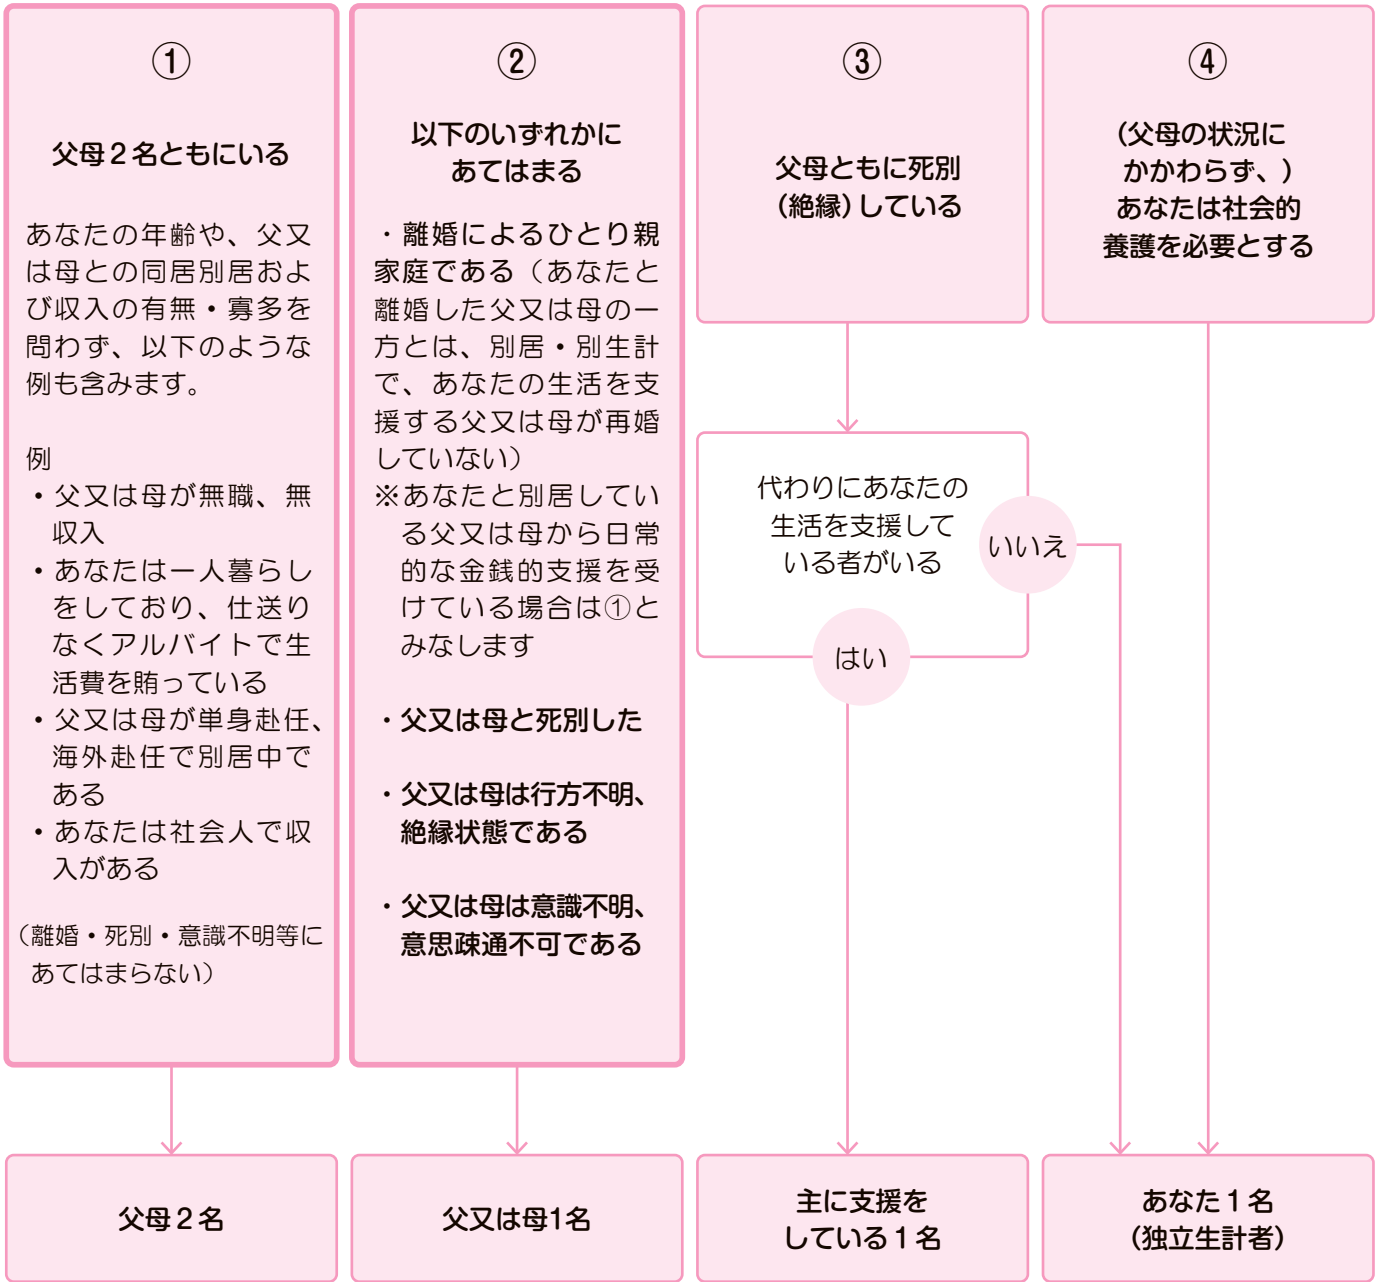 ①
父母２名ともにいる
あなたの年齢や、父又
は母との同居別居およ
び収入の有無・寡多を
問わず、以下のような
例も含みます。
例
・父又は母が無職、無
収入
・あなたは一人暮らし
をしており、仕送り
なくアルバイトで生
活費を賄っている
・父又は母が単身赴任、
海外赴任で別居中で
ある
・あなたは社会人で収
入がある
（離婚・死別・意識不明等に
あてはまらない）
父母２名
②
以下のいずれかに
あてはまる
・離婚によるひとり親
家庭である（あなたと
離婚した父又は母の一
方とは、別居・別生計
で、あなたの生活を支
援する父又は母が再婚
していない）
※あなたと別居してい
る父又は母から日常
的な金銭的支援を受
けている場合は①と
みなします
・父又は母と死別した
・父又は母は行方不明、
絶縁状態である
・父又は母は意識不明、
意思疎通不可である
父又は母1名
③
父母ともに死別
（絶縁）している
代わりにあなたの
生活を支援して
いる者がいる
いいえ
はい
主に支援を
している１名
④
（父母の状況に
かかわらず、）
あなたは社会的
養護を必要とする
あなた１名
（独立生計者）